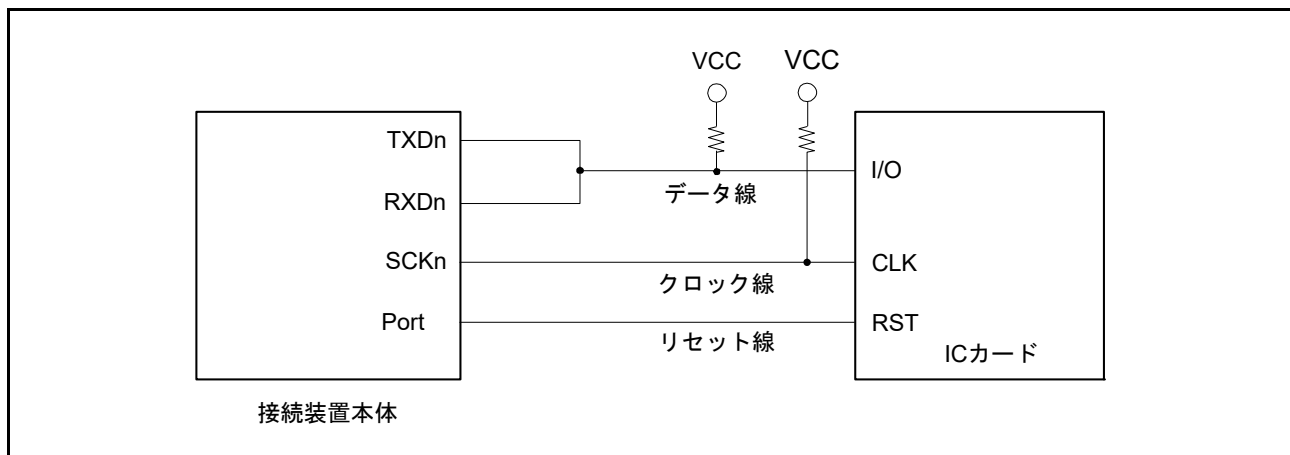 VCC
VCC
TXDn
RXDn
SCKn
Port
データ線
クロック線
リセット線
I/O
CLK
RST
ICカード
接続装置本体